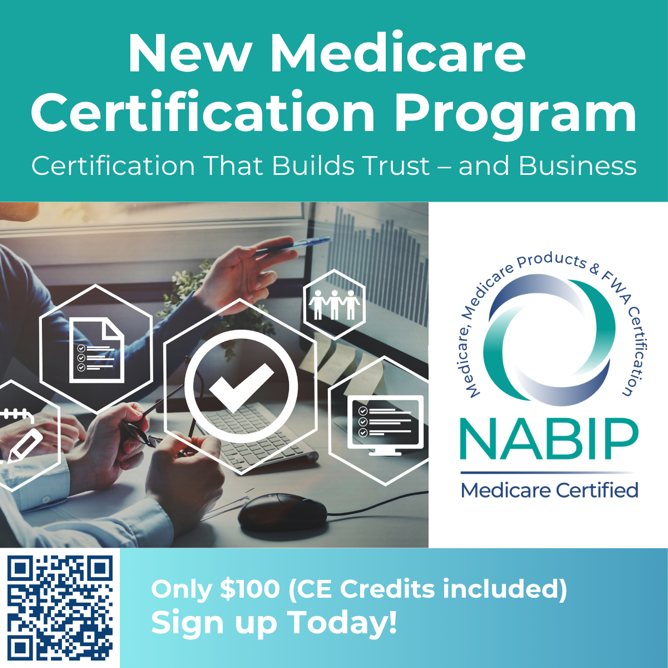 New Medicare
Certification Program
Certification That Builds Trust – and Business
Medicare, Medicare Products & FWA Certification
NABIP
Medicare Certified
Only $100 (CE Credits included)
Sign up Today!